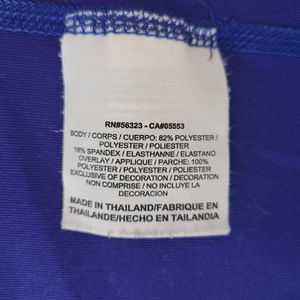 RN#56323 - CA#05553
BODY / CORPS / CUERPO: 82% POLYESTER /
POLYESTER / POLIESTER
18% SPANDEX / ELASTHANNE / ELASTANO
OVERLAY / APPLIQUE / PARCHE: 100%
POLYESTER / POLYESTER / POLIESTER
EXCLUSIVE OF DECORATION / DECORATION
NON COMPRISE / NO INCLUYE LA
DECORACION
MADE IN THAILAND/FABRIQUE EN
THAILANDE/HECHO EN TAILANDIA